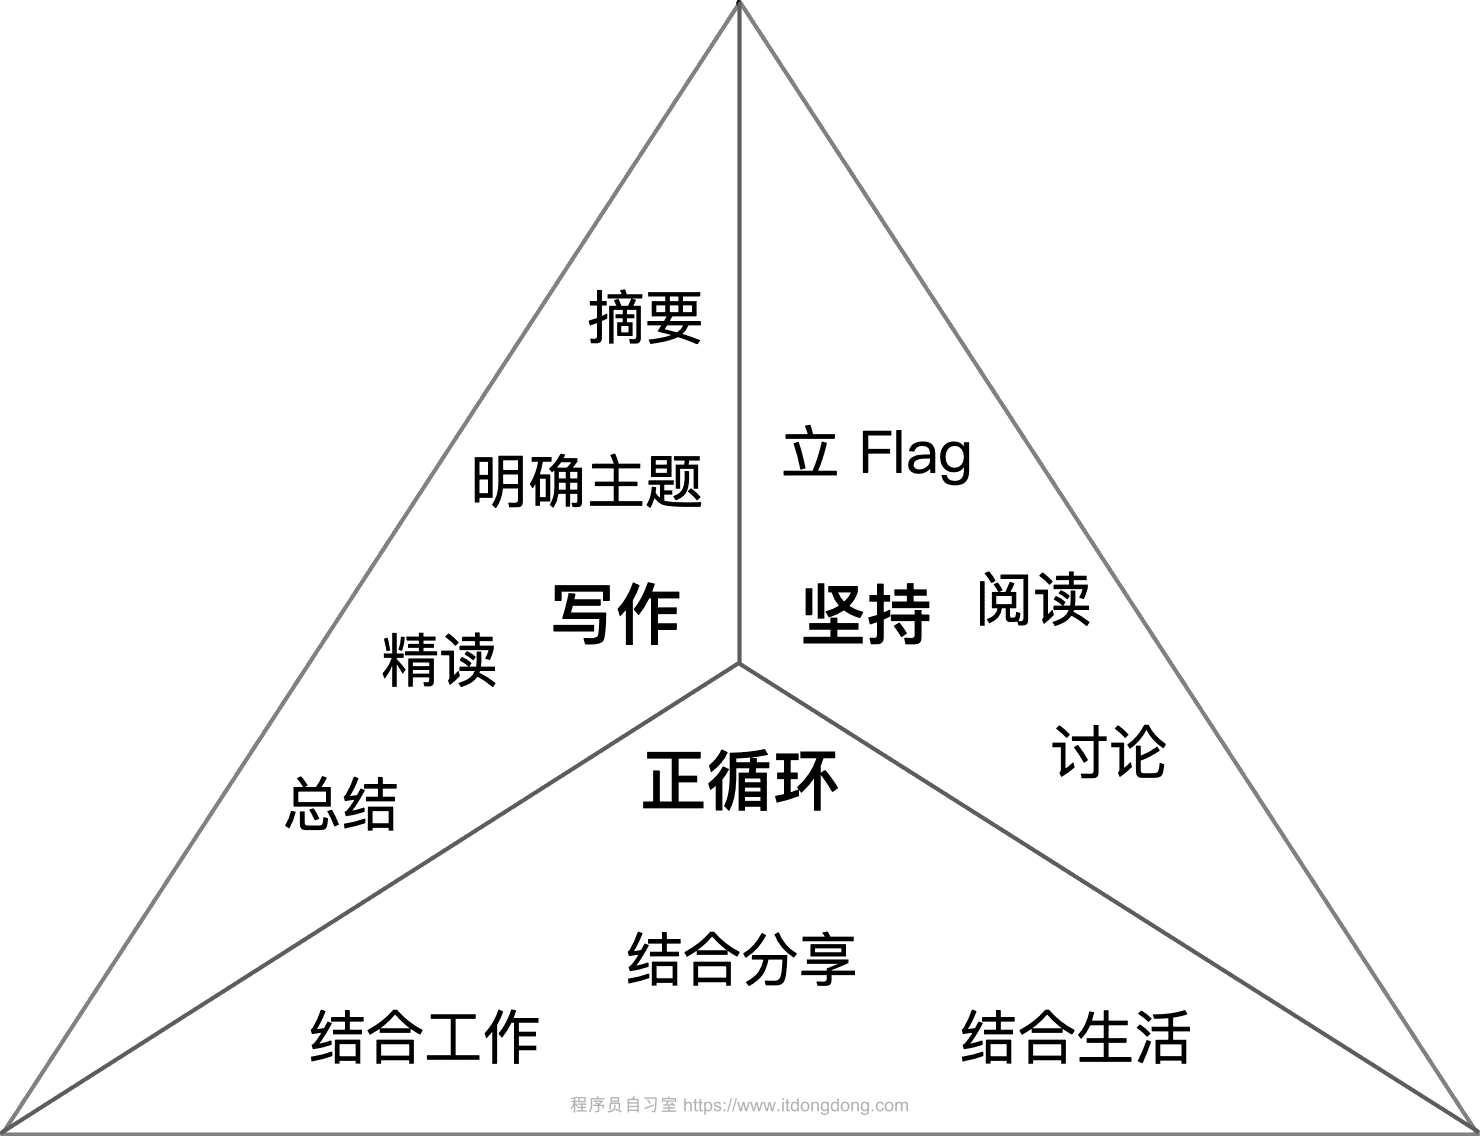 摘要
明确主题
写作
精读
总结
立 Flag
坚持
阅读
讨论
正循环
结合分享
结合工作
结合生活
程序员自习室 https://www.itdongdong.com